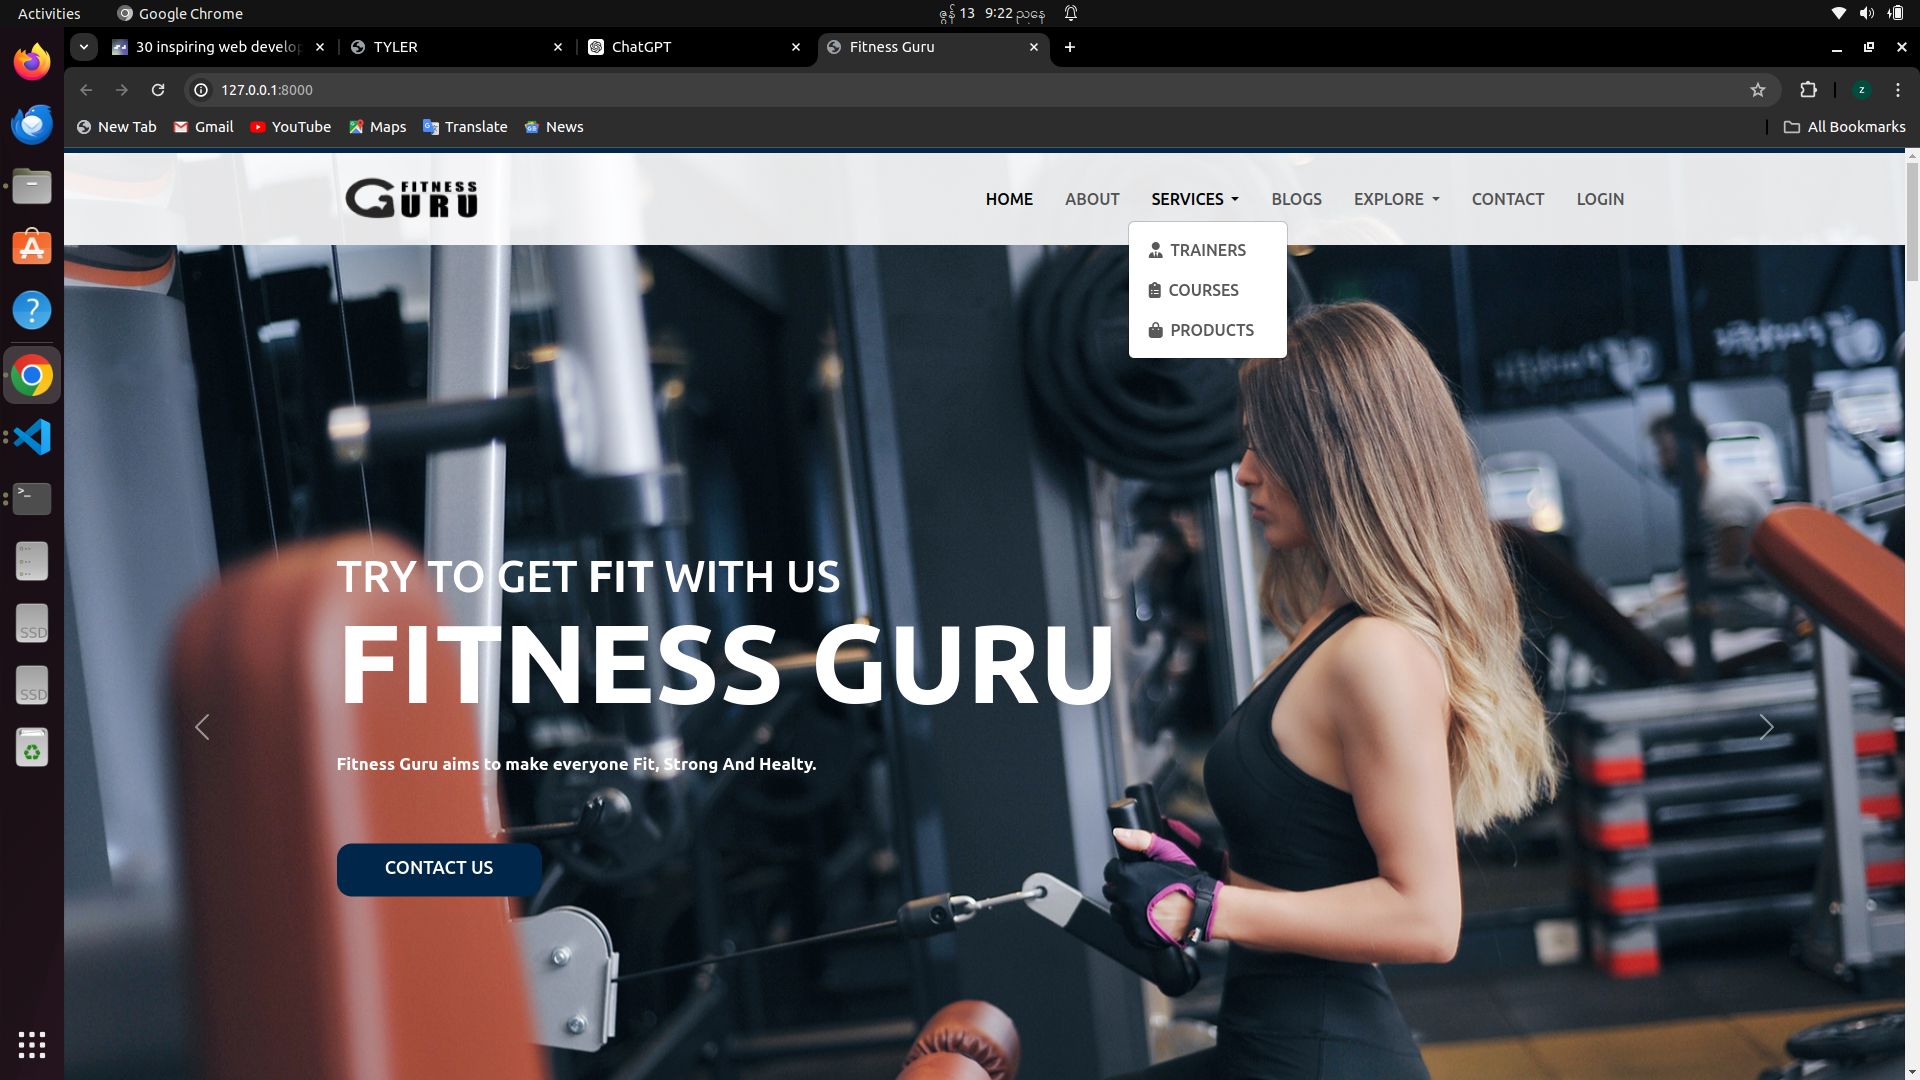 Activities
Google Chrome
ဇွန် 13 9:22 ညနေ
30 inspiring web develop
TYLER
ChatGPT
Fitness Guru
127.0.0.1:8000
z
New Tab
Gmail
YouTube
Maps
Translate
News
All Bookmarks
FITNESS
GURU
HOME
ABOUT
SERVICES
BLOGS
EXPLORE
CONTACT
LOGIN
TRAINERS
COURSES
PRODUCTS
TRY TO GET FIT WITH US
FITNESS GURU
Fitness Guru aims to make everyone Fit, Strong And Healty.
CONTACT US
SSD
SSD